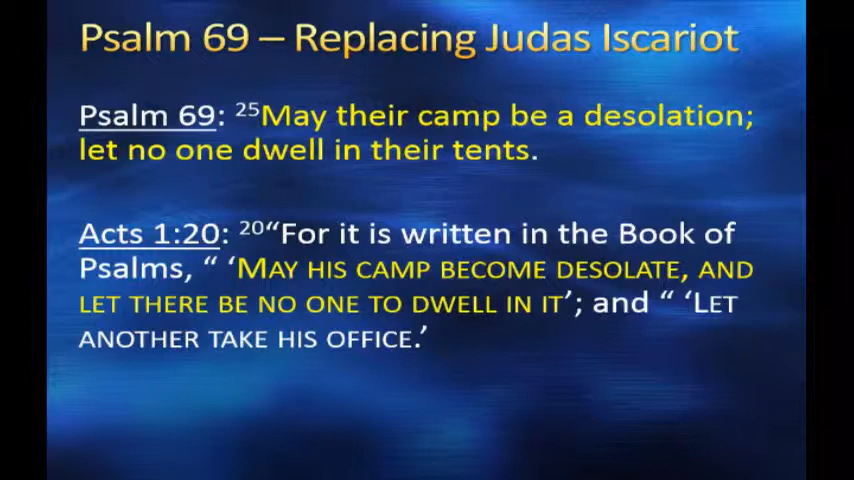 Psalm 69 – Replacing Judas Iscariot
Psalm 69: 25May their camp be a desolation;
let no one dwell in their tents.
Acts 1:20: 20“For it is written in the Book of
Psalms, “ ‘MAY HIS CAMP BECOME DESOLATE, AND
LET THERE BE NO ONE TO DWELL IN IT’; and “ ‘LET
ANOTHER TAKE HIS OFFICE.’